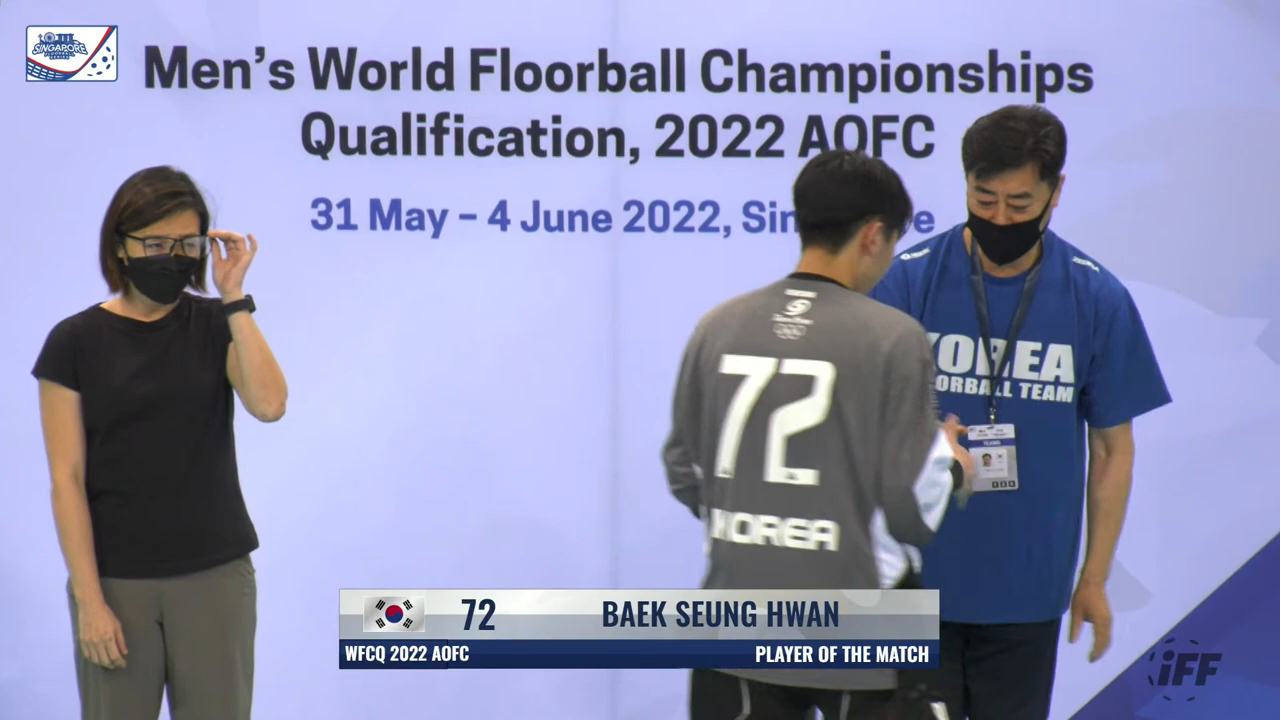 SINGAPORE
Men's World Floorball Championships
Qualification, 2022 AOFC
31 May – 4 June 2022, Sin
e
KOREA
ORBALL TEAM
72
KOREA
72 BAEK SEUNG HWAN
WFCQ 2022 AOFC PLAYER OF THE MATCH
iFF